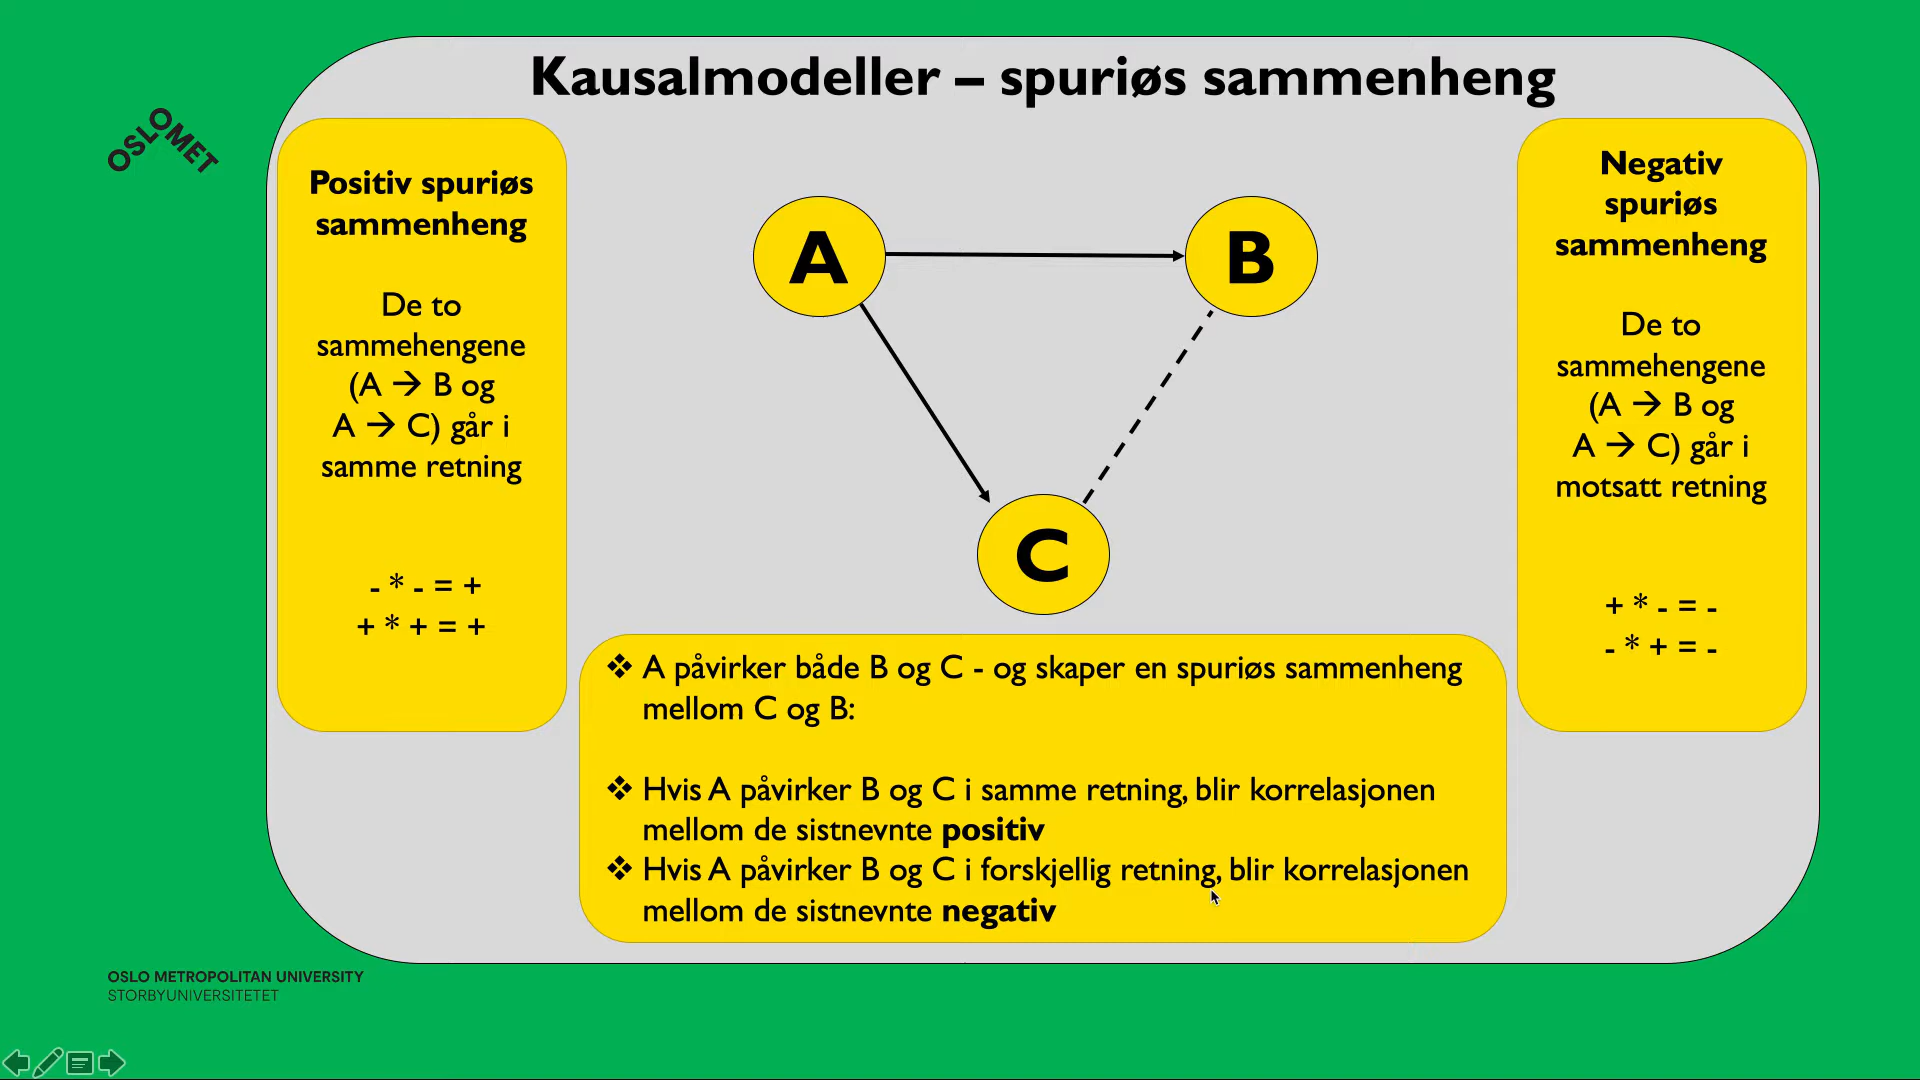 Kausalmodeller – spuriøs sammenheng
OSLOMET
Positiv spuriøs
sammenheng
De to
sammehengene
(A → B og
A → C) går i
samme retning
- * - = +
+ * + = +
A
B
C
Negativ
spuriøs
sammenheng
De to
sammehengene
(A → B og
A → C) går i
motsatt retning
+ * - = -
- * + = -
❖ A påvirker både B og C - og skaper en spuriøs sammenheng
mellom C og B:
❖ Hvis A påvirker B og C i samme retning, blir korrelasjonen
mellom de sistnevnte positiv
❖ Hvis A påvirker B og C i forskjellig retning, blir korrelasjonen
mellom de sistnevnte negativ
OSLO METROPOLITAN UNIVERSITY
STORBYUNIVERSITETET